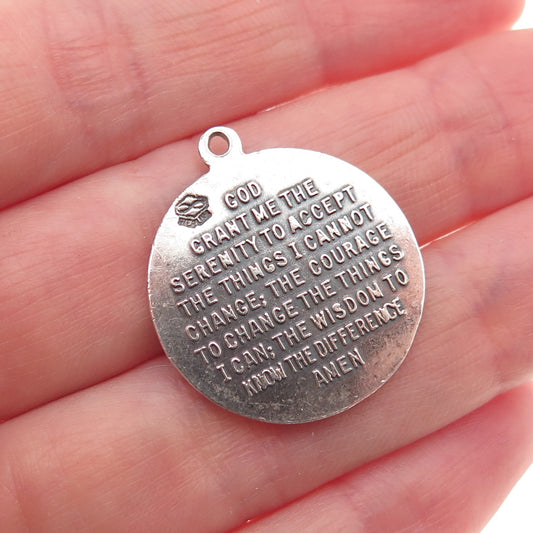 GOD
GRANT ME THE
SERENITY TO ACCEPT
THE THINGS I CANNOT
CHANGE; THE COURAGE
TO CHANGE THE THINGS
I CAN; THE WISDOM TO
KNOW THE DIFFERENCE
AMEN